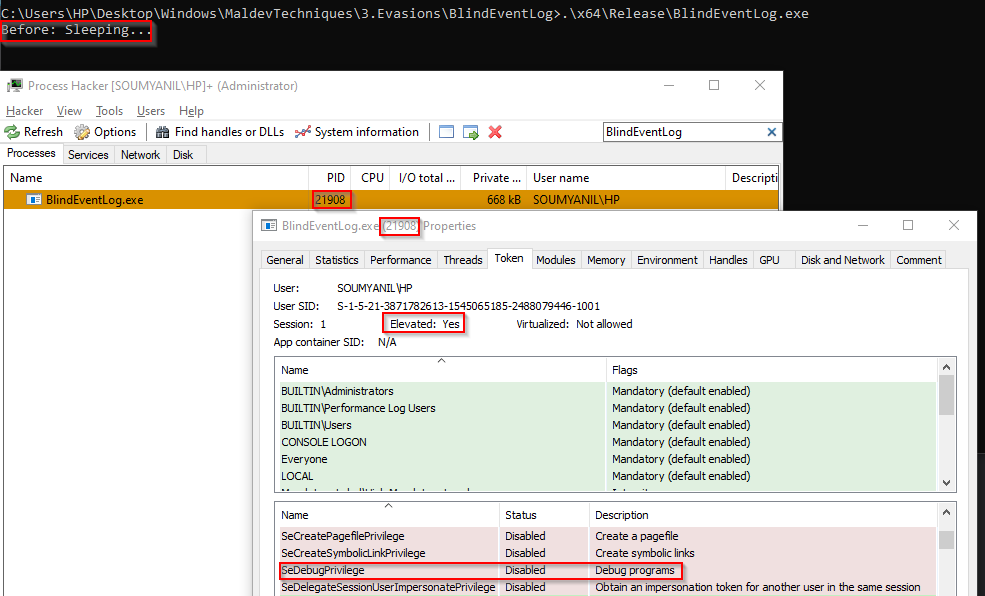 C:\Users\HP\Desktop\Windows\MaldevTechniques\3.Evasions\BlindEventLog>.\x64\Release\BlindEventLog.exe
Before: Sleeping...
Process Hacker [SOUMYANIL\HP]+ (Administrator)
Hacker View Tools Users Help
Refresh Options Find handles or DLLs System information BlindEventLog
Processes Services Network Disk
Name PID CPU I/O total ... Private ... User name Descripti
BlindEventLog.exe 21908 668 kB SOUMYANIL\HP
BlindEventLog.exe (21908) Properties
General Statistics Performance Threads Token Modules Memory Environment Handles GPU Disk and Network Comment
User: SOUMYANIL\HP
User SID: S-1-5-21-3871782613-1545065185-2488079446-1001
Session: 1 Elevated: Yes Virtualized: Not allowed
App container SID: N/A
Name Flags
BUILTIN\Administrators Mandatory (default enabled)
BUILTIN\Performance Log Users Mandatory (default enabled)
BUILTIN\Users Mandatory (default enabled)
CONSOLE LOGON Mandatory (default enabled)
Everyone Mandatory (default enabled)
LOCAL Mandatory (default enabled)
Name Status Description
SeCreatePagefilePrivilege Disabled Create a pagefile
SeCreateSymbolicLinkPrivilege Disabled Create symbolic links
SeDebugPrivilege Disabled Debug programs
SeDelegateSessionUserImpersonatePrivilege Disabled Obtain an impersonation token for another user in the same session